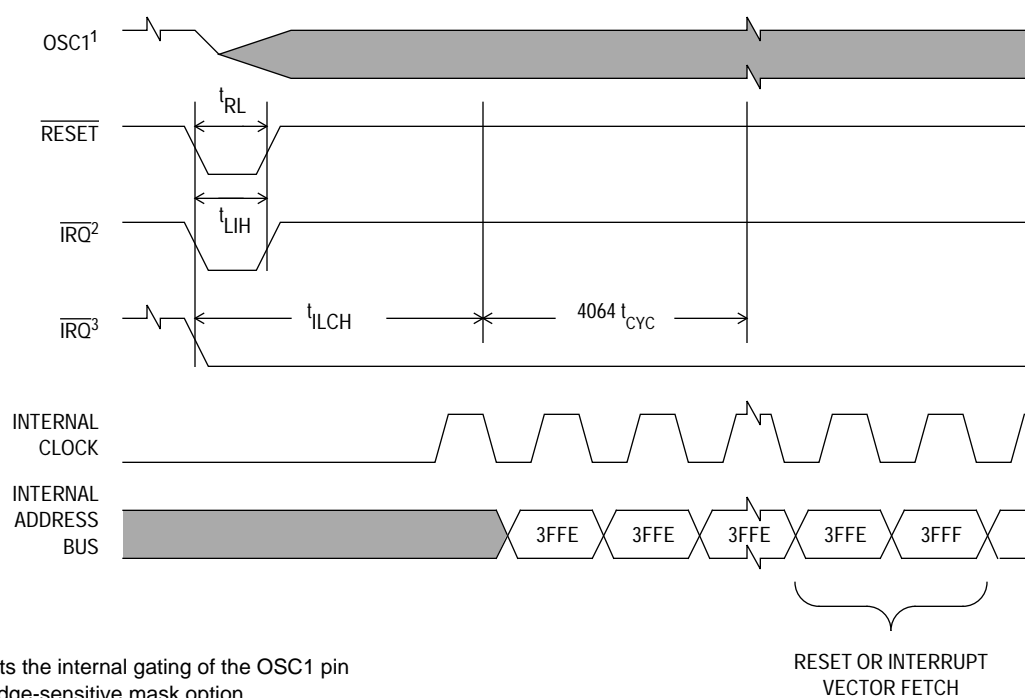 OSC1¹
t_RL
RESET
t_LIH
IRQ²
IRQ³
t_ILCH
4064 t_CYC
INTERNAL
CLOCK
INTERNAL
ADDRESS
BUS
3FFE 3FFE 3FFE 3FFE 3FFF
RESET OR INTERRUPT
VECTOR FETCH
ts the internal gating of the OSC1 pin
dge-sensitive mask option